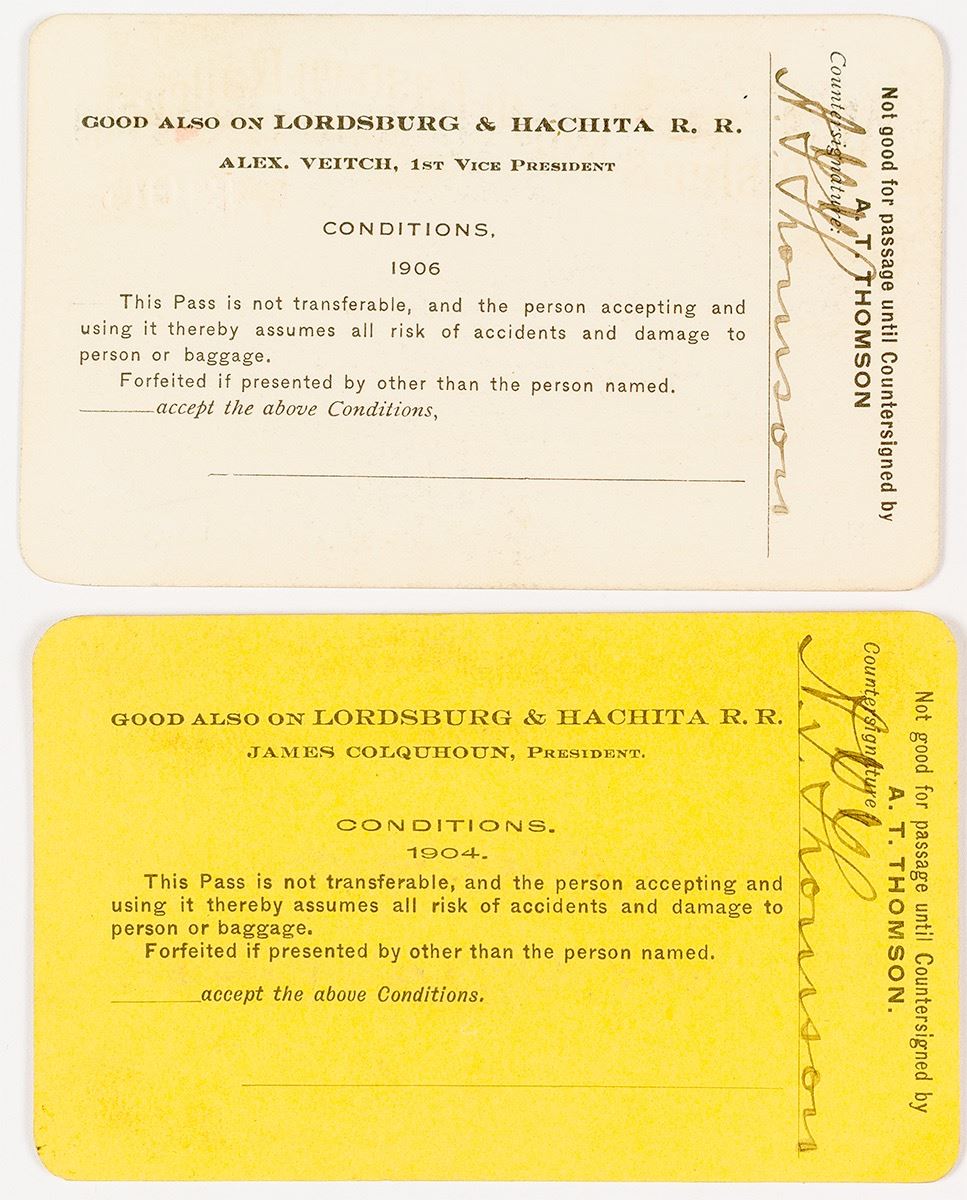 GOOD ALSO ON LORDSBURG & HACHITA R. R.
ALEX. VEITCH, 1ST VICE PRESIDENT
CONDITIONS,
1906
This Pass is not transferable, and the person accepting and
using it thereby assumes all risk of accidents and damage to
person or baggage.
Forfeited if presented by other than the person named.
accept the above Conditions,
Not good for passage until Countersigned by
A. T. THOMSON
Countersignature:
Thomson
GOOD ALSO ON LORDSBURG & HACHITA R. R.
JAMES COLQUHOUN, PRESIDENT.
CONDITIONS.
1904.
This Pass is not transferable, and the person accepting and
using it thereby assumes all risk of accidents and damage to
person or baggage.
Forfeited if presented by other than the person named.
accept the above Conditions.
Not good for passage until Countersigned by
A. T. THOMSON.
Countersignature
Thomson